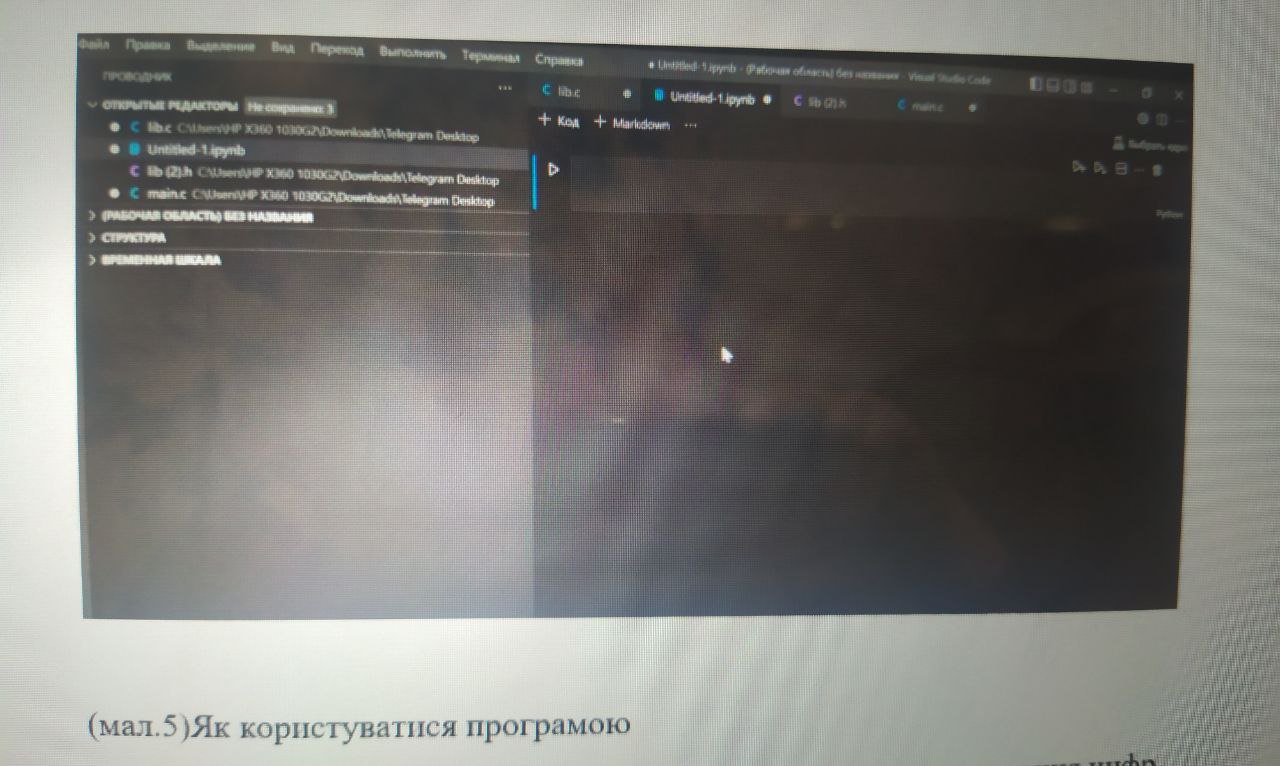 Файл Правка Выделение Вид Переход Выполнить Терминал Справка
● Untitled-1.ipynb - (Рабочая область) без названия - Visual Studio Code
ПРОВОДНИК ...
ОТКРЫТЫЕ РЕДАКТОРЫ Не сохранено: 3
lib.c C:\Users\HP X360 1030G2\Downloads\Telegram Desktop
Untitled-1.ipynb
lib (2).h C:\Users\HP X360 1030G2\Downloads\Telegram Desktop
main.c C:\Users\HP X360 1030G2\Downloads\Telegram Desktop
(РАБОЧАЯ ОБЛАСТЬ) БЕЗ НАЗВАНИЯ
СТРУКТУРА
ВРЕМЕННАЯ ШКАЛА
lib.c Untitled-1.ipynb lib (2).h main.c
+ Код + Markdown ...
Выбрать ядро
Python
(мал.5)Як користуватися програмою
цифр